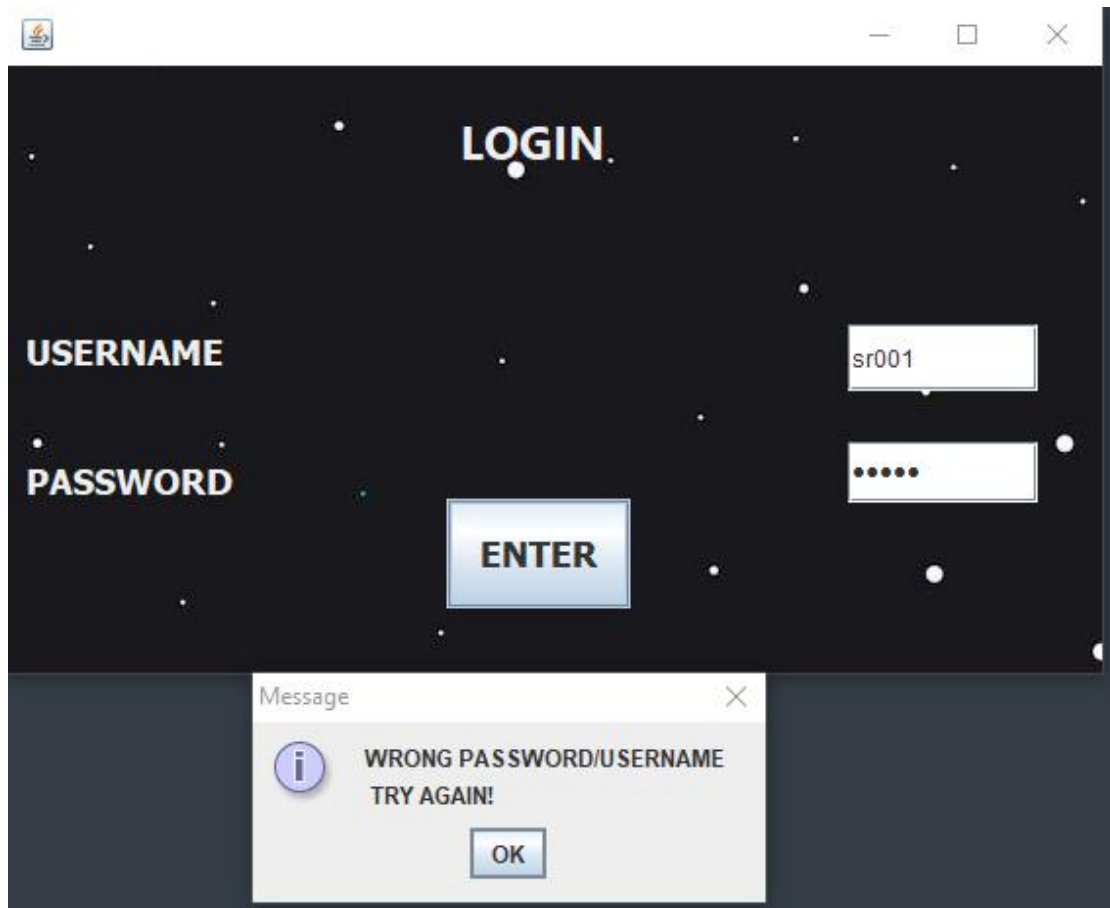 LOGIN
USERNAME
sr001
PASSWORD
•••••
ENTER
Message
WRONG PASSWORD/USERNAME
TRY AGAIN!
OK